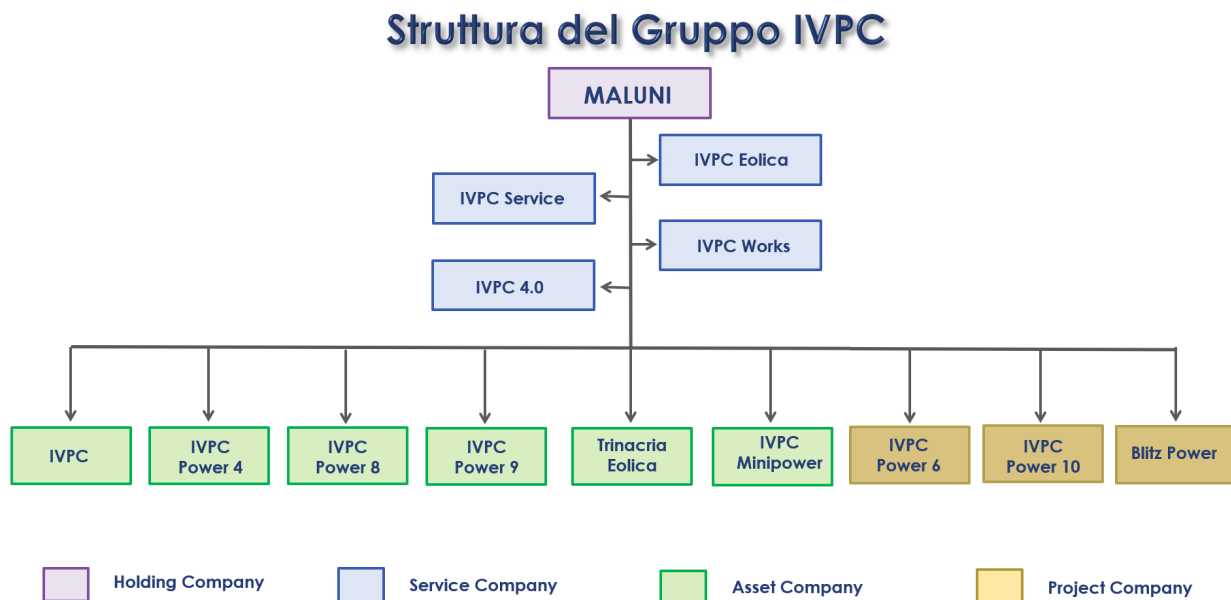 Struttura del Gruppo IVPC
MALUNI
IVPC Eolica
IVPC Service
IVPC Works
IVPC 4.0
IVPC
IVPC
Power 4
IVPC
Power 8
IVPC
Power 9
Trinacria
Eolica
IVPC
Minipower
IVPC
Power 6
IVPC
Power 10
Blitz Power
Holding Company
Service Company
Asset Company
Project Company